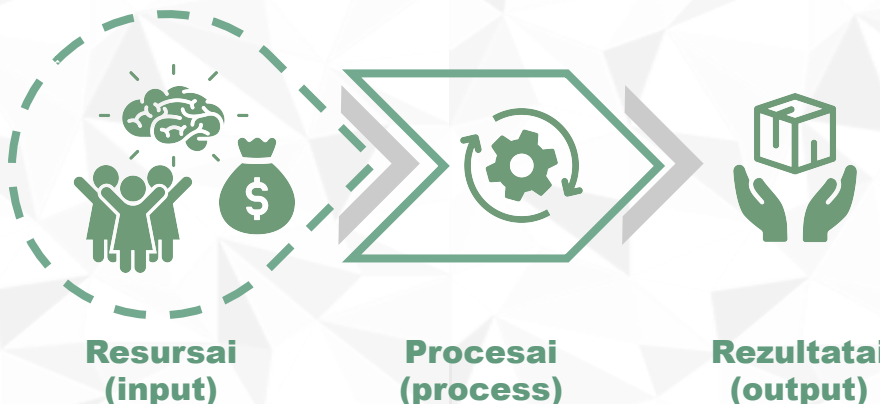 $
Resursai
(input)
Procesai
(process)
Rezultatai
(output)